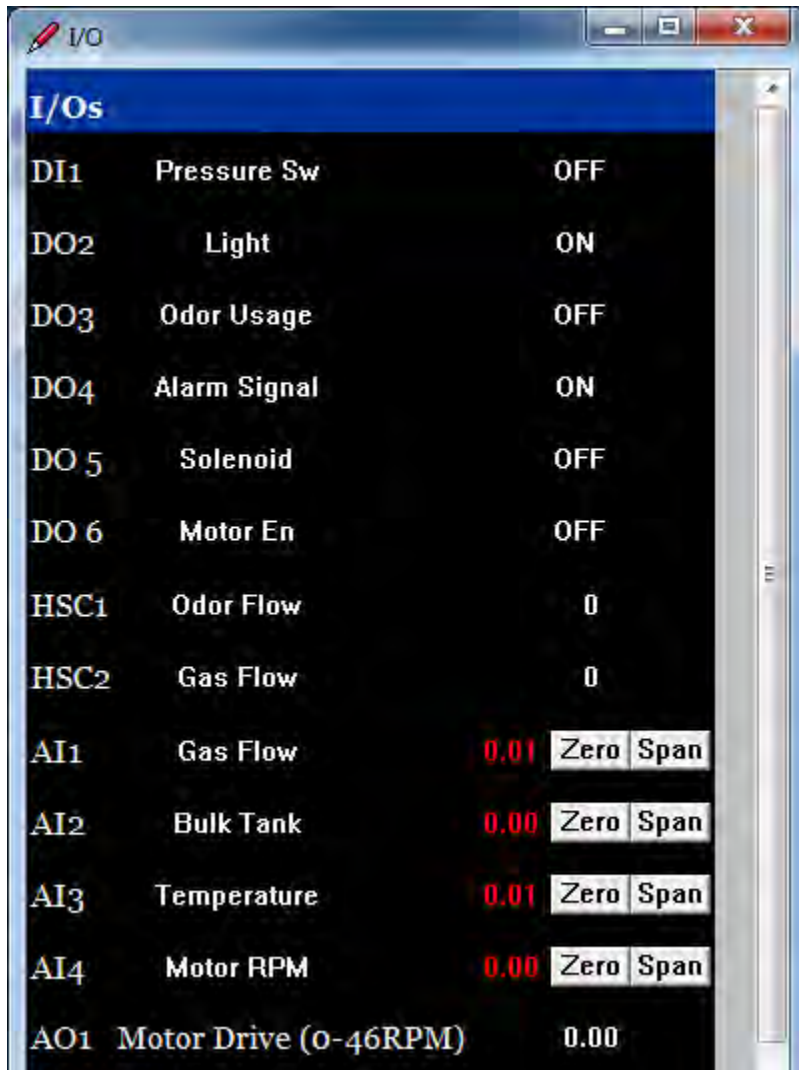 I/O
I/Os
DI1 Pressure Sw OFF
DO2 Light ON
DO3 Odor Usage OFF
DO4 Alarm Signal ON
DO 5 Solenoid OFF
DO 6 Motor En OFF
HSC1 Odor Flow 0
HSC2 Gas Flow 0
AI1 Gas Flow 0.01 Zero Span
AI2 Bulk Tank 0.00 Zero Span
AI3 Temperature 0.01 Zero Span
AI4 Motor RPM 0.00 Zero Span
AO1 Motor Drive (0-46RPM) 0.00